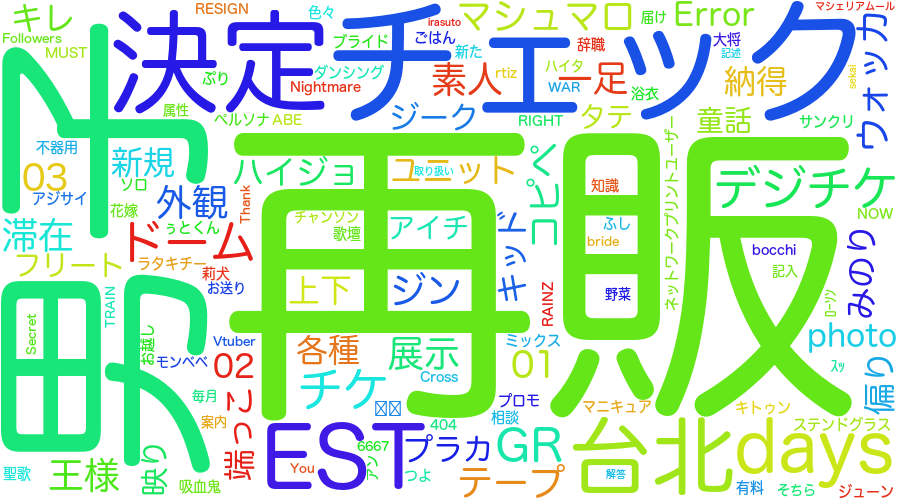 RESIGN
キレ
Followers
MUST
Nightmare
色々
ブライド
ごはん
irasuto
マシュマロ
新た
届け
Error
マシェリアムール
大将
記述
ウォッカ
sekai
決定
チェック
ダンシング
素人
rtiz
ハイタ
WAR
辞職
一足
浴衣
納得
ぷり
属性
ペルソナ
ABE
ジーク
RIGHT
タテ
童話
サンクリ
不器用
新規
03
ソロ
アジサイ
花嫁
外観
Thank
ハイジョ
ユニット
取り扱い
コピペ
知識
ネットワークプリントユーザー
デジチケ
NOW
滞在
ドーム
ぅとくん
チャンソン
歌壇
アイチ
キッド
ふし
bride
bocchi
記入
みのり
フリート
ラタキチー
莉犬
お送り
再販
上下
ジン
野菜
RAINZ
ローソン
TRAIN
Secret
お越し
町
モンペペ
Vtuber
02
各種
展示
ミックス
01
photo
毎月
案内
端っこ
チケ
Cross
プロモ
相談
マニキュア
キトゥン
スッ
偏り
聖歌
王様
映り
吸血鬼
EST
You
6667
アン
404
プラカ
つよ
GR
テープ
台北
解答
days
ステンドグラス
有料
そちら
ジューン